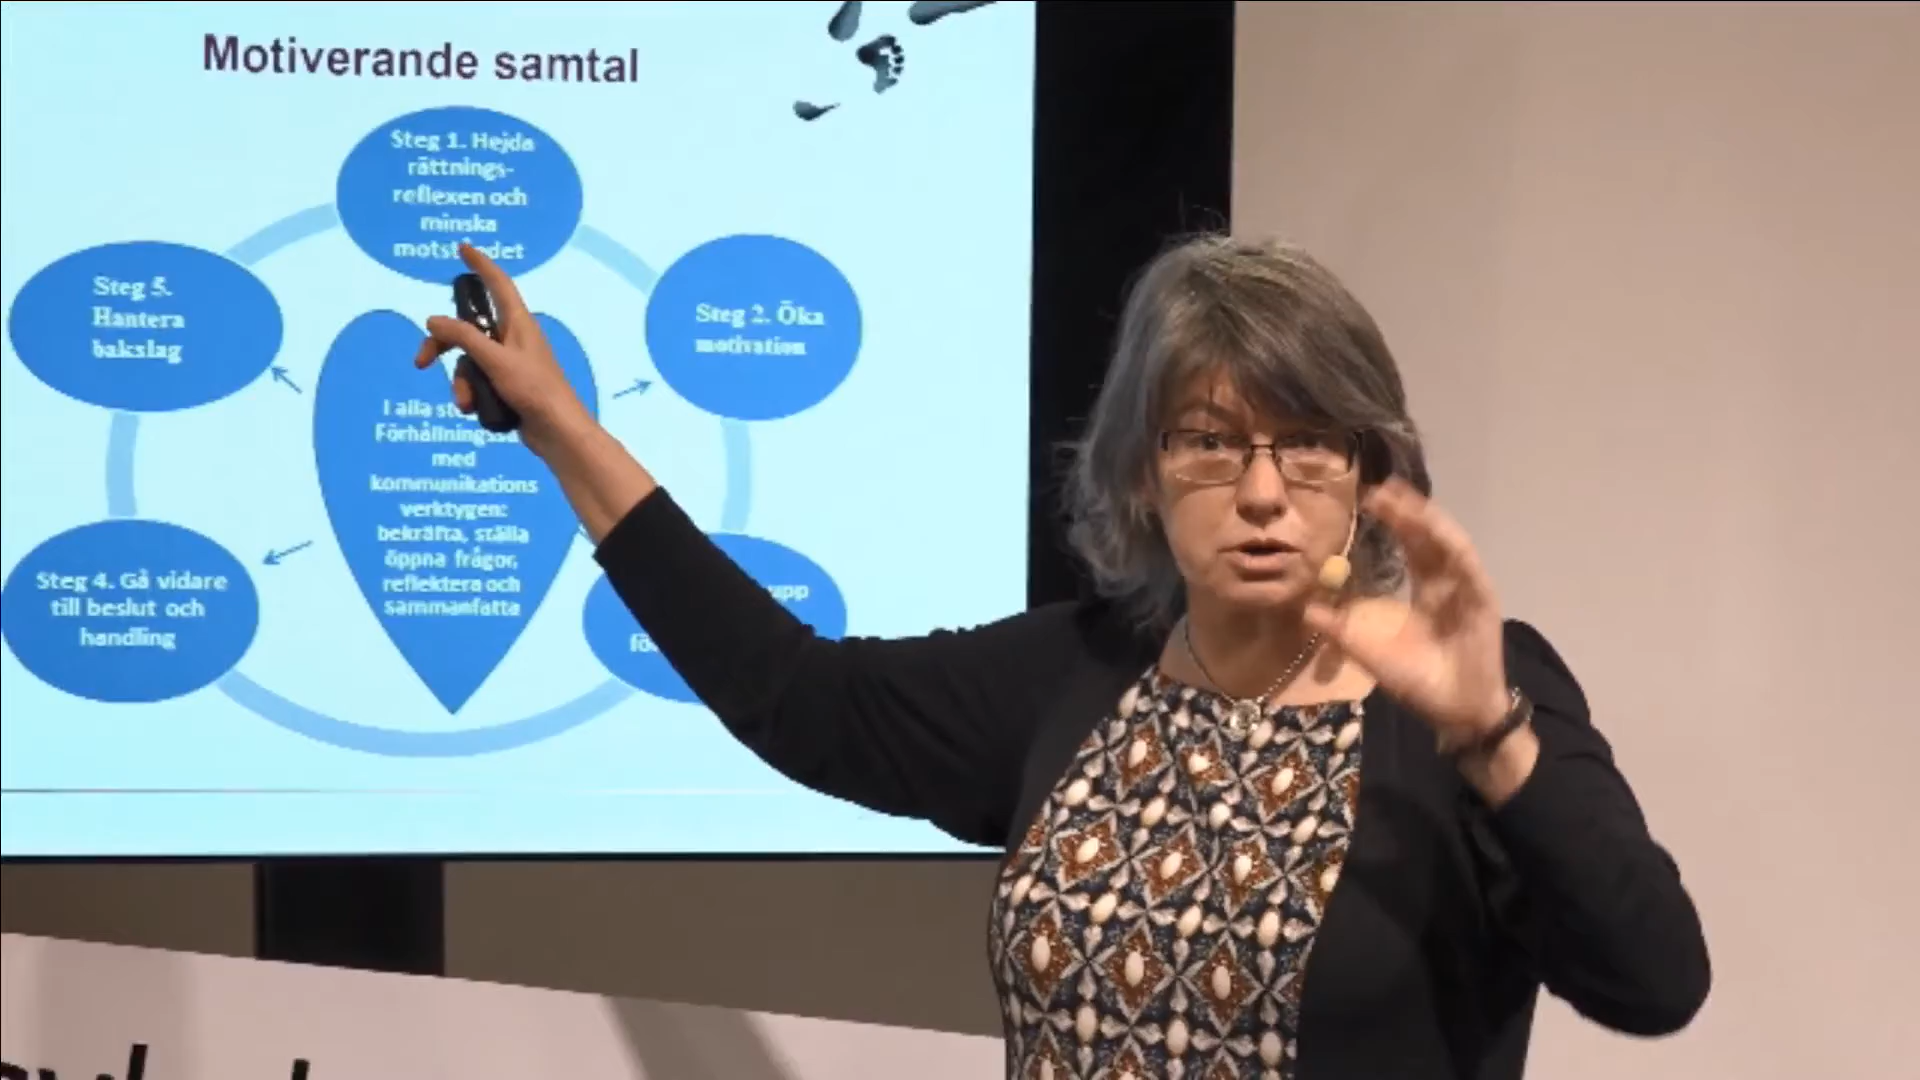 Motiverande samtal
Steg 1. Hejda
rättnings-
reflexen och
minska
Steg 2. Öka
motivation
Steg 5.
Hantera
bakslag
I alla
med
kommunikations
verktygen:
bekräfta, ställa
öppna frågor,
reflektera och
sammanfatta
Steg 4. Gå vidare
till beslut och
handling
upp